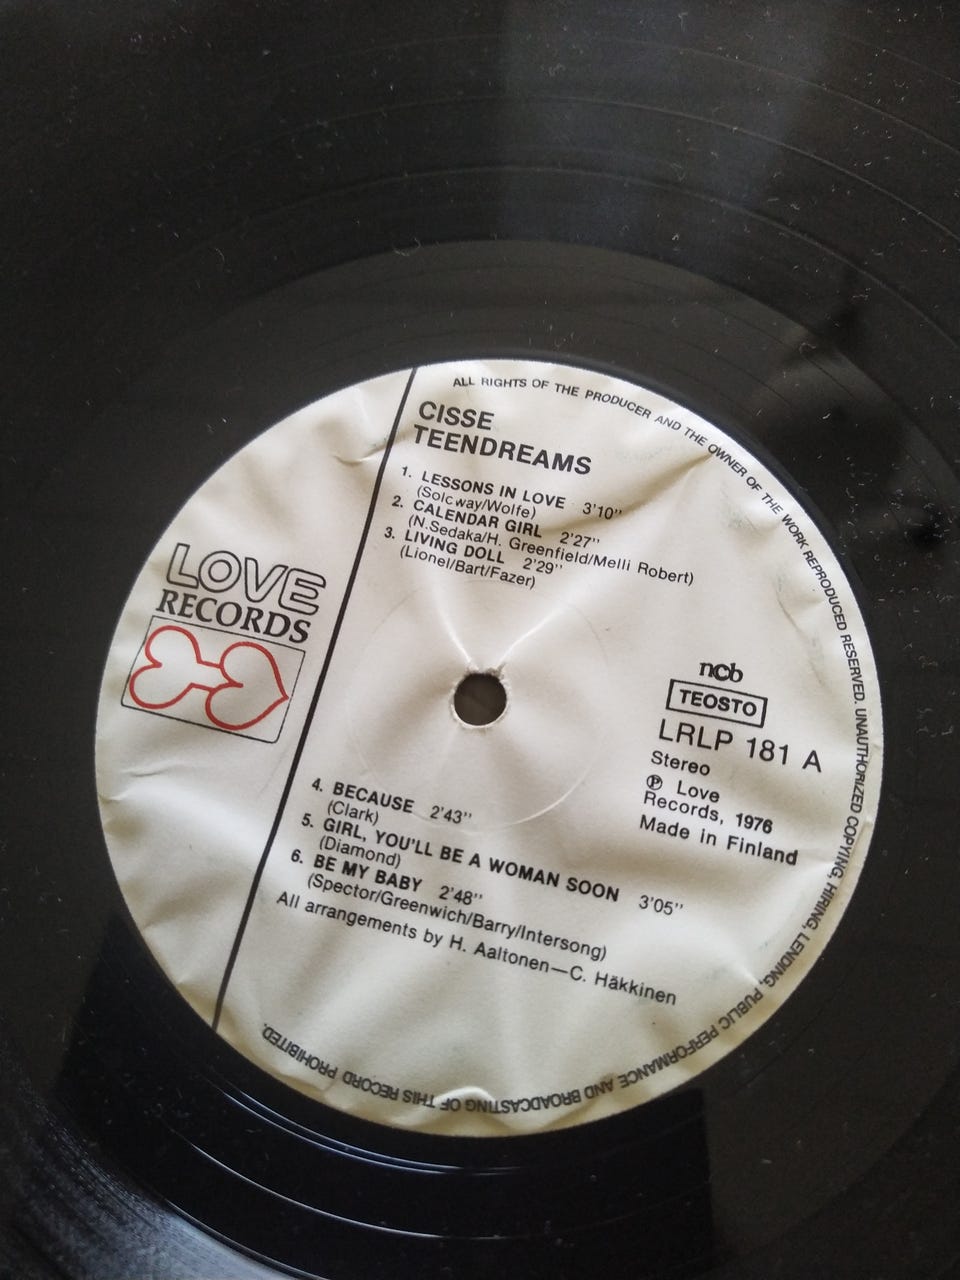 ALL RIGHTS OF THE PRODUCER AND THE OWNER OF THE WORK REPRODUCED RESERVED. UNAUTHORIZED COPYING, HIRING, LENDING, PUBLIC PERFORMANCE AND BROADCASTING OF THIS RECORD PROHIBITED.
CISSE
TEENDREAMS
1. LESSONS IN LOVE 3'10"
(Solcway/Wolfe)
2. CALENDAR GIRL 2'27"
(N.Sedaka/H. Greenfield/Melli Robert)
3. LIVING DOLL 2'29"
(Lionel/Bart/Fazer)
LOVE
RECORDS
ncb
TEOSTO
LRLP 181 A
Stereo
℗ Love
Records, 1976
Made in Finland
4. BECAUSE 2'43"
(Clark)
5. GIRL, YOU'LL BE A WOMAN SOON 3'05"
(Diamond)
6. BE MY BABY 2'48"
(Spector/Greenwich/Barry/Intersong)
All arrangements by H. Aaltonen—C. Häkkinen